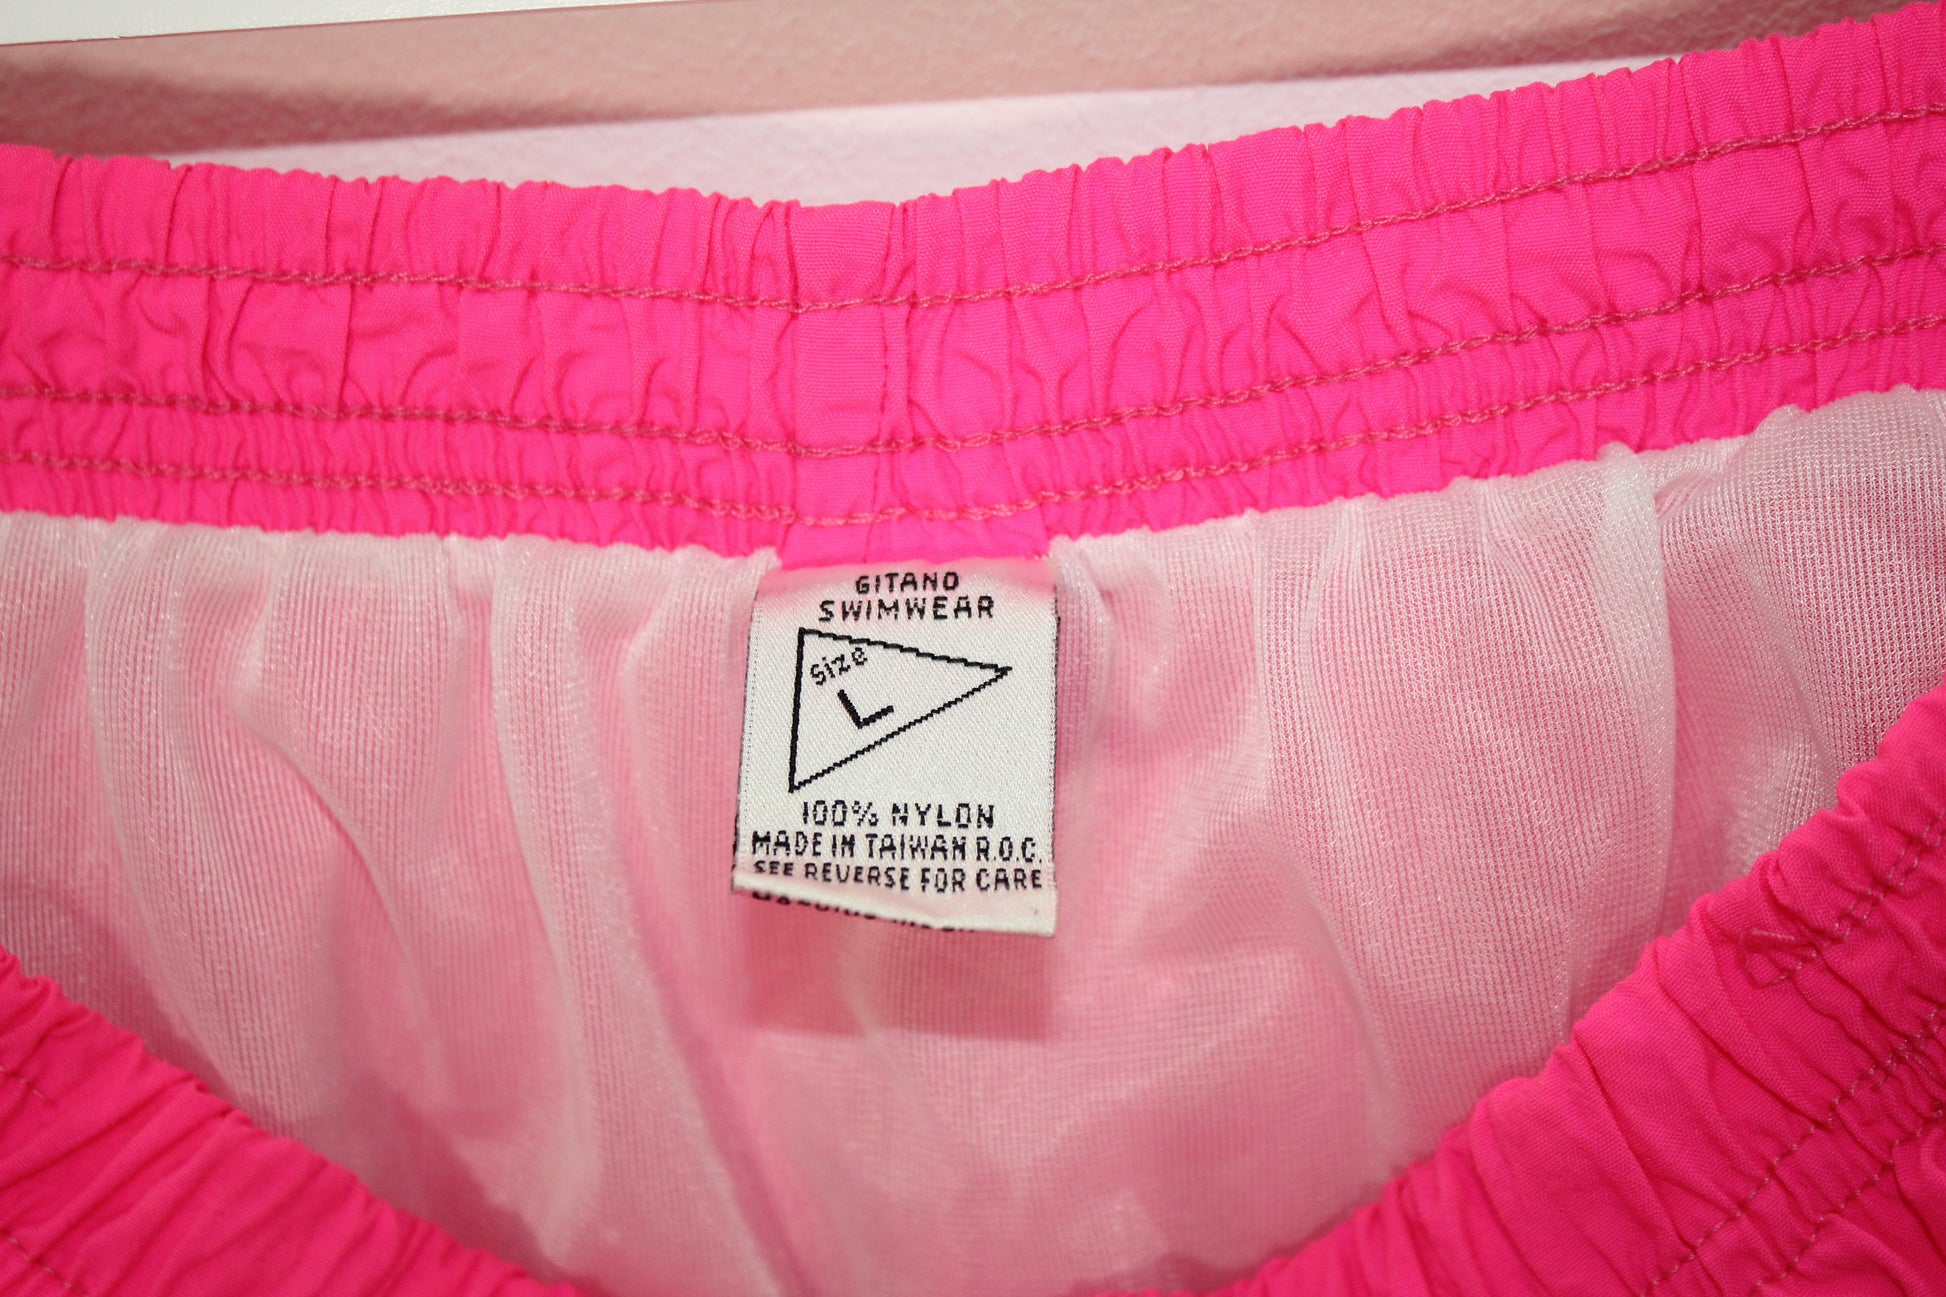 GITANO
SWIMWEAR
Size
L
100% NYLON
MADE IN TAIWAN R.O.C.
SEE REVERSE FOR CARE